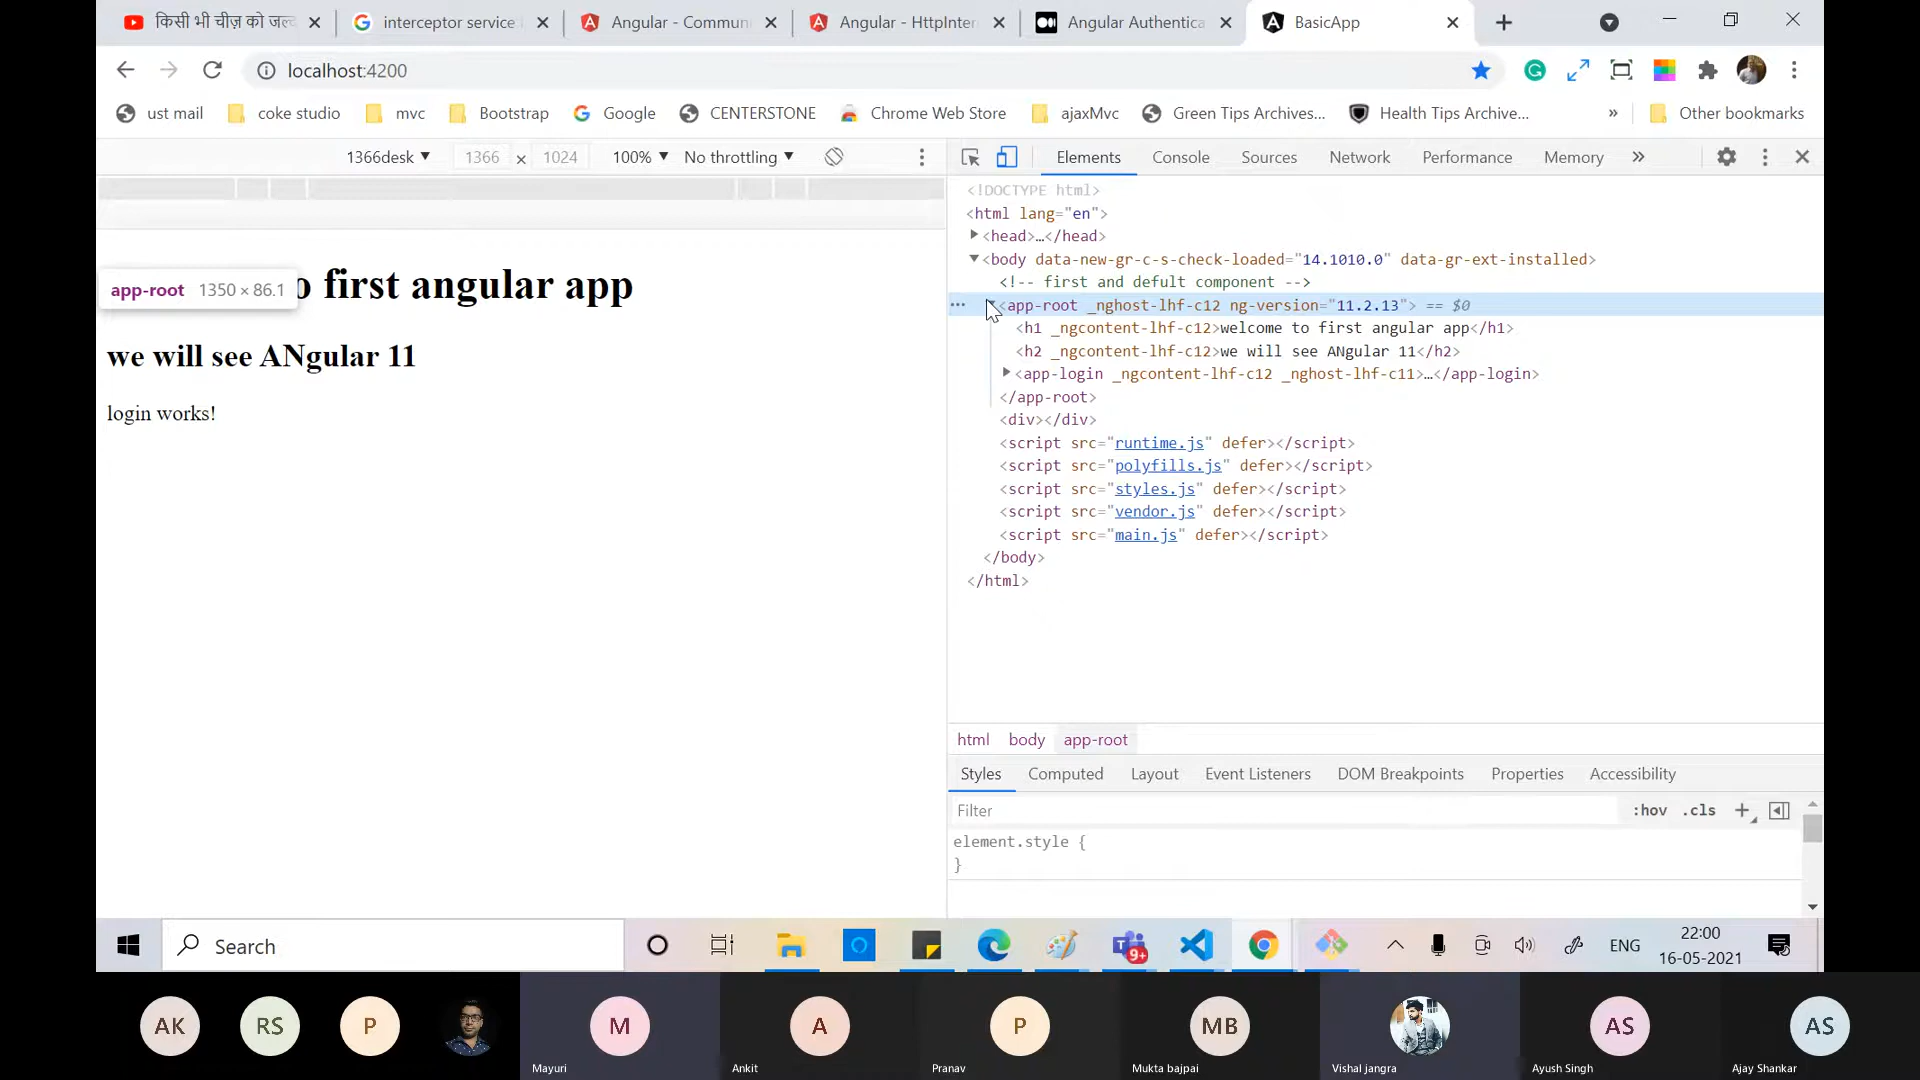 किसी भी चीज़ को जल्द
interceptor service
Angular - Commun
Angular - HttpInter
Angular Authentica
BasicApp
localhost:4200
ust mail
coke studio
mvc
Bootstrap
Google
CENTERSTONE
Chrome Web Store
ajaxMvc
Green Tips Archives...
Health Tips Archive...
»
Other bookmarks
1366desk ▼
1366 × 1024
100% ▼
No throttling ▼
Elements
Console
Sources
Network
Performance
Memory
»
o first angular app
app-root 1350 × 86.1
we will see ANgular 11
login works!
<!DOCTYPE html>
<html lang="en">
<head>…</head>
<body data-new-gr-c-s-check-loaded="14.1010.0" data-gr-ext-installed>
<!-- first and defult component -->
<app-root _nghost-lhf-c12 ng-version="11.2.13"> == $0
<h1 _ngcontent-lhf-c12>welcome to first angular app</h1>
<h2 _ngcontent-lhf-c12>we will see ANgular 11</h2>
<app-login _ngcontent-lhf-c12 _nghost-lhf-c11>…</app-login>
</app-root>
<div></div>
<script src="runtime.js" defer></script>
<script src="polyfills.js" defer></script>
<script src="styles.js" defer></script>
<script src="vendor.js" defer></script>
<script src="main.js" defer></script>
</body>
</html>
html body app-root
Styles
Computed
Layout
Event Listeners
DOM Breakpoints
Properties
Accessibility
Filter
:hov .cls +
element.style {
}
Search
9+
ENG
22:00
16-05-2021
AK
RS
P
M
Mayuri
A
Ankit
P
Pranav
MB
Mukta bajpai
Vishal jangra
AS
Ayush Singh
AS
Ajay Shankar